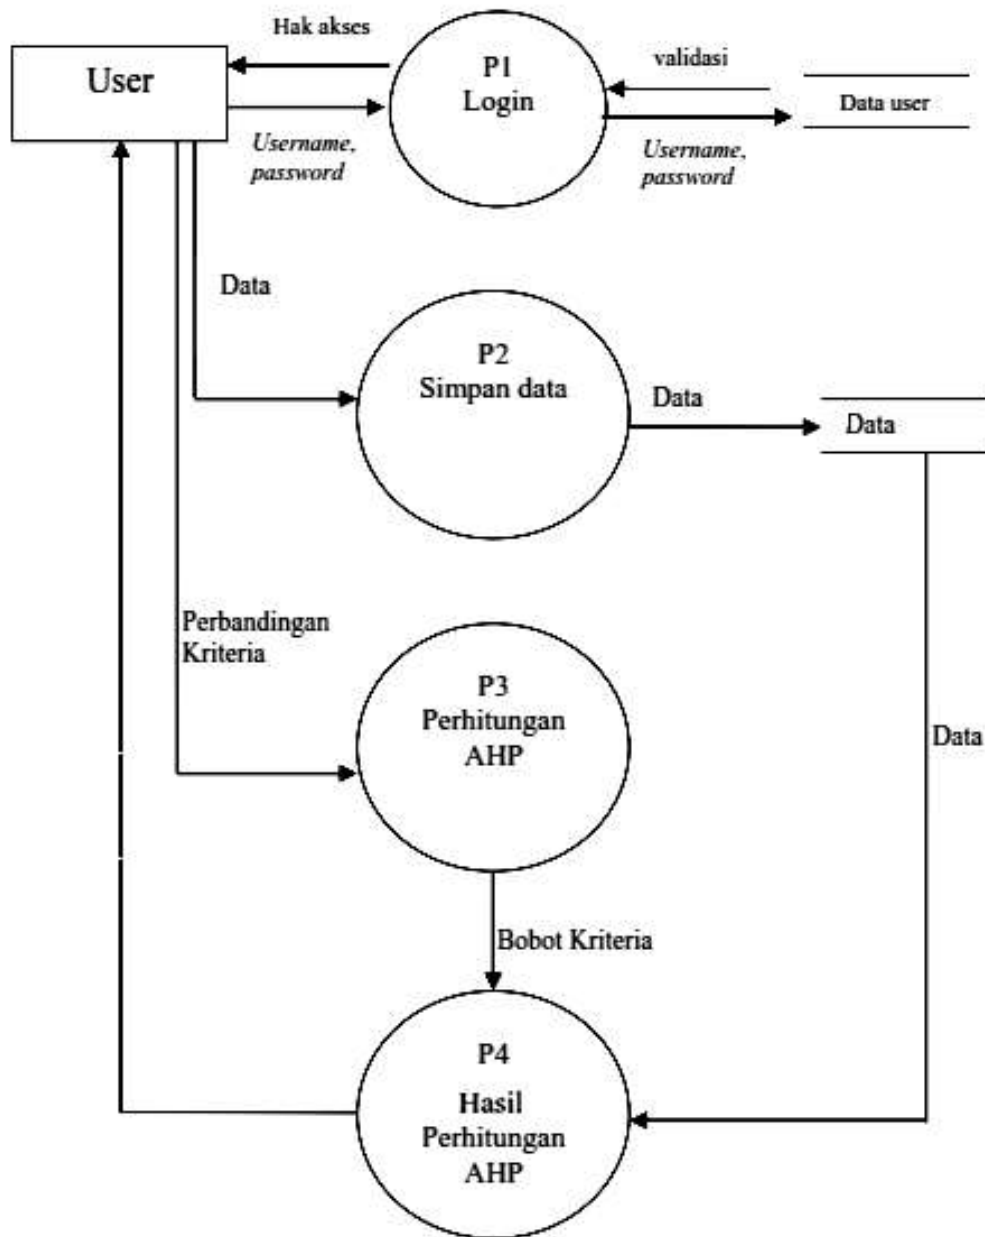 Hak akses
User
P1
Login
validasi
Data user
Username,
password
Username,
password
Data
P2
Simpan data
Data
Data
Perbandingan
Kriteria
P3
Perhitungan
AHP
Data
Bobot Kriteria
P4
Hasil
Perhitungan
AHP